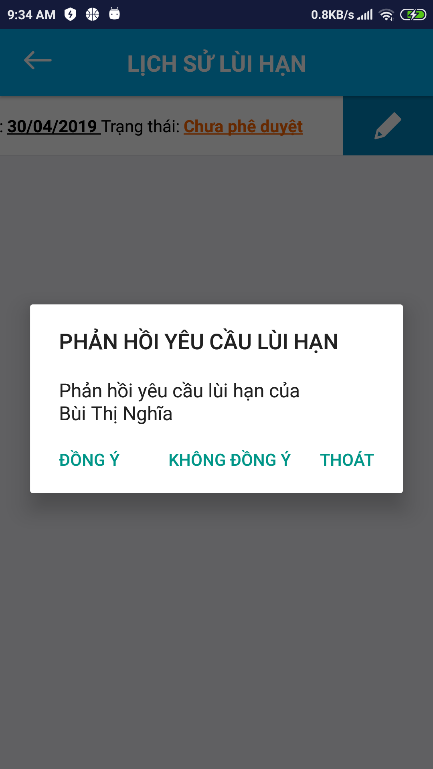 9:34 AM 0.8KB/s
LỊCH SỬ LÙI HẠN
: 30/04/2019 Trạng thái: Chưa phê duyệt
PHẢN HỒI YÊU CẦU LÙI HẠN
Phản hồi yêu cầu lùi hạn của
Bùi Thị Nghĩa
ĐỒNG Ý KHÔNG ĐỒNG Ý THOÁT